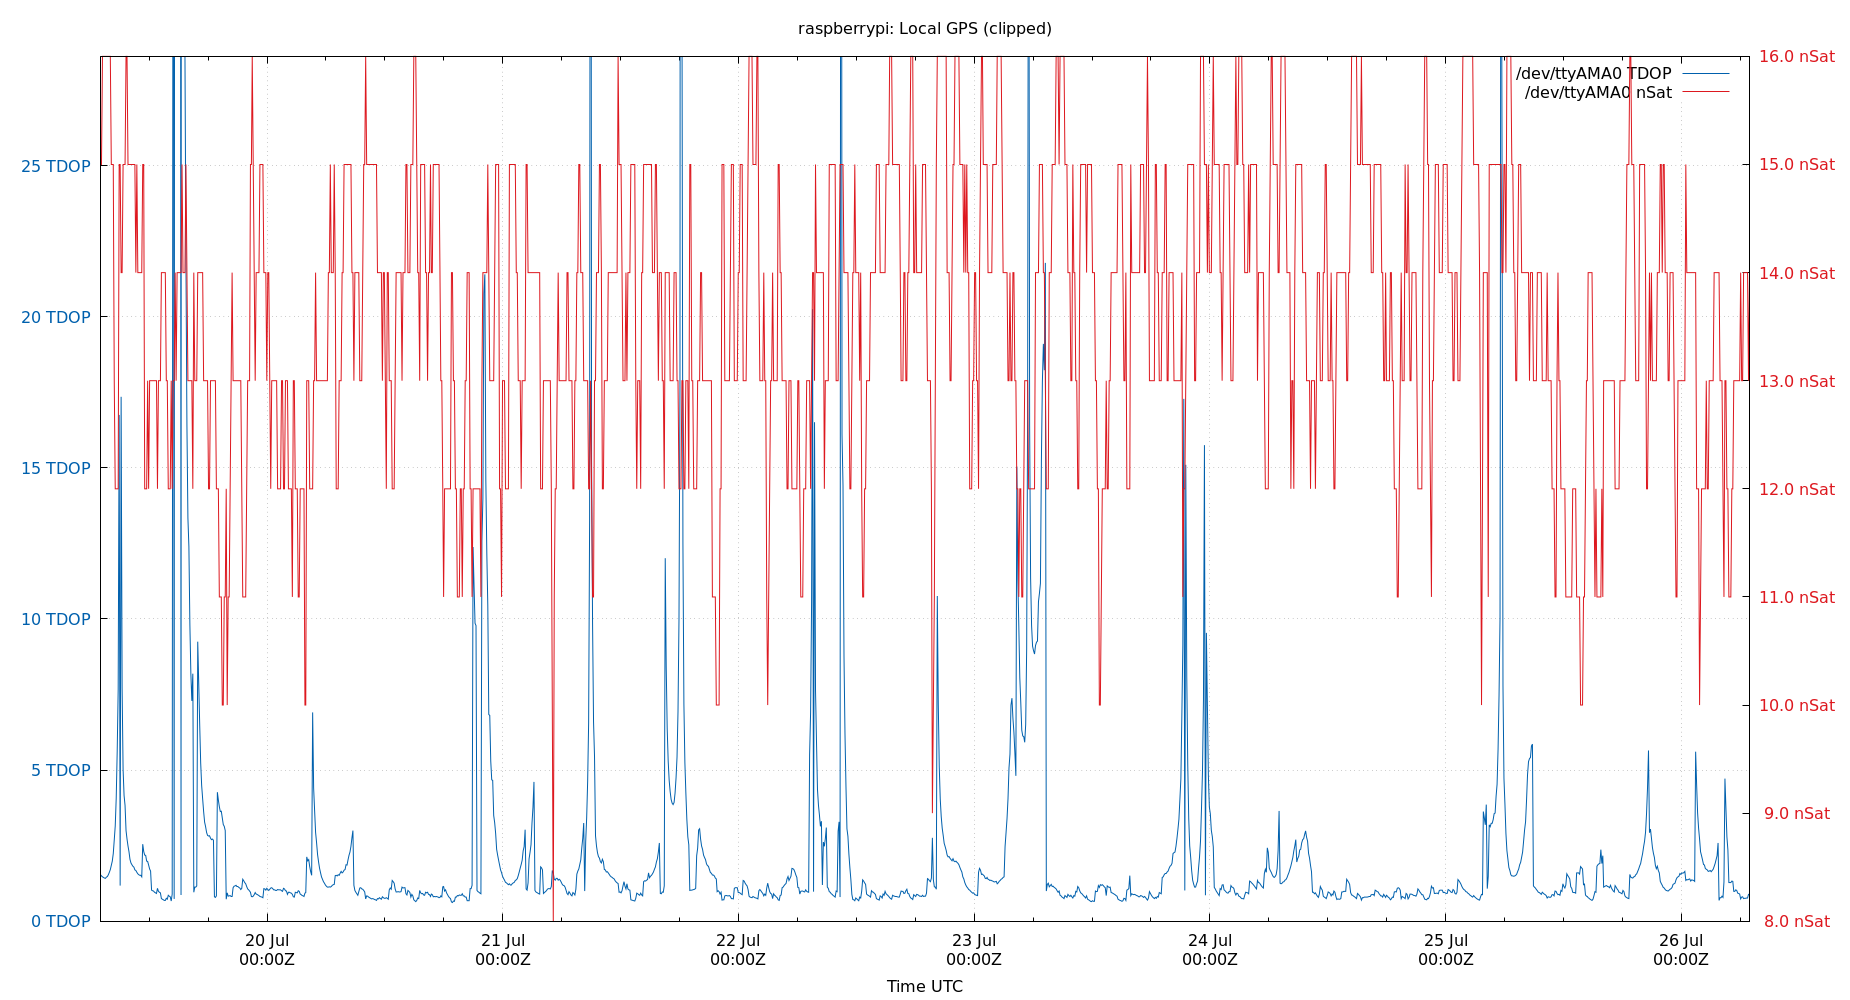 raspberrypi: Local GPS (clipped)
/dev/ttyAMA0 TDOP
/dev/ttyAMA0 nSat
25 TDOP
20 TDOP
15 TDOP
10 TDOP
5 TDOP
0 TDOP
16.0 nSat
15.0 nSat
14.0 nSat
13.0 nSat
12.0 nSat
11.0 nSat
10.0 nSat
9.0 nSat
8.0 nSat
20 Jul
00:00Z
21 Jul
00:00Z
22 Jul
00:00Z
23 Jul
00:00Z
24 Jul
00:00Z
25 Jul
00:00Z
26 Jul
00:00Z
Time UTC